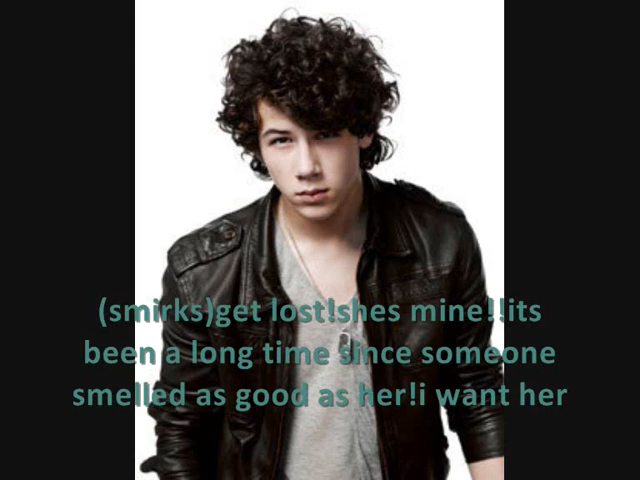 (smirks)get lost!shes mine!!its
been a long time since someone
smelled as good as her!i want her